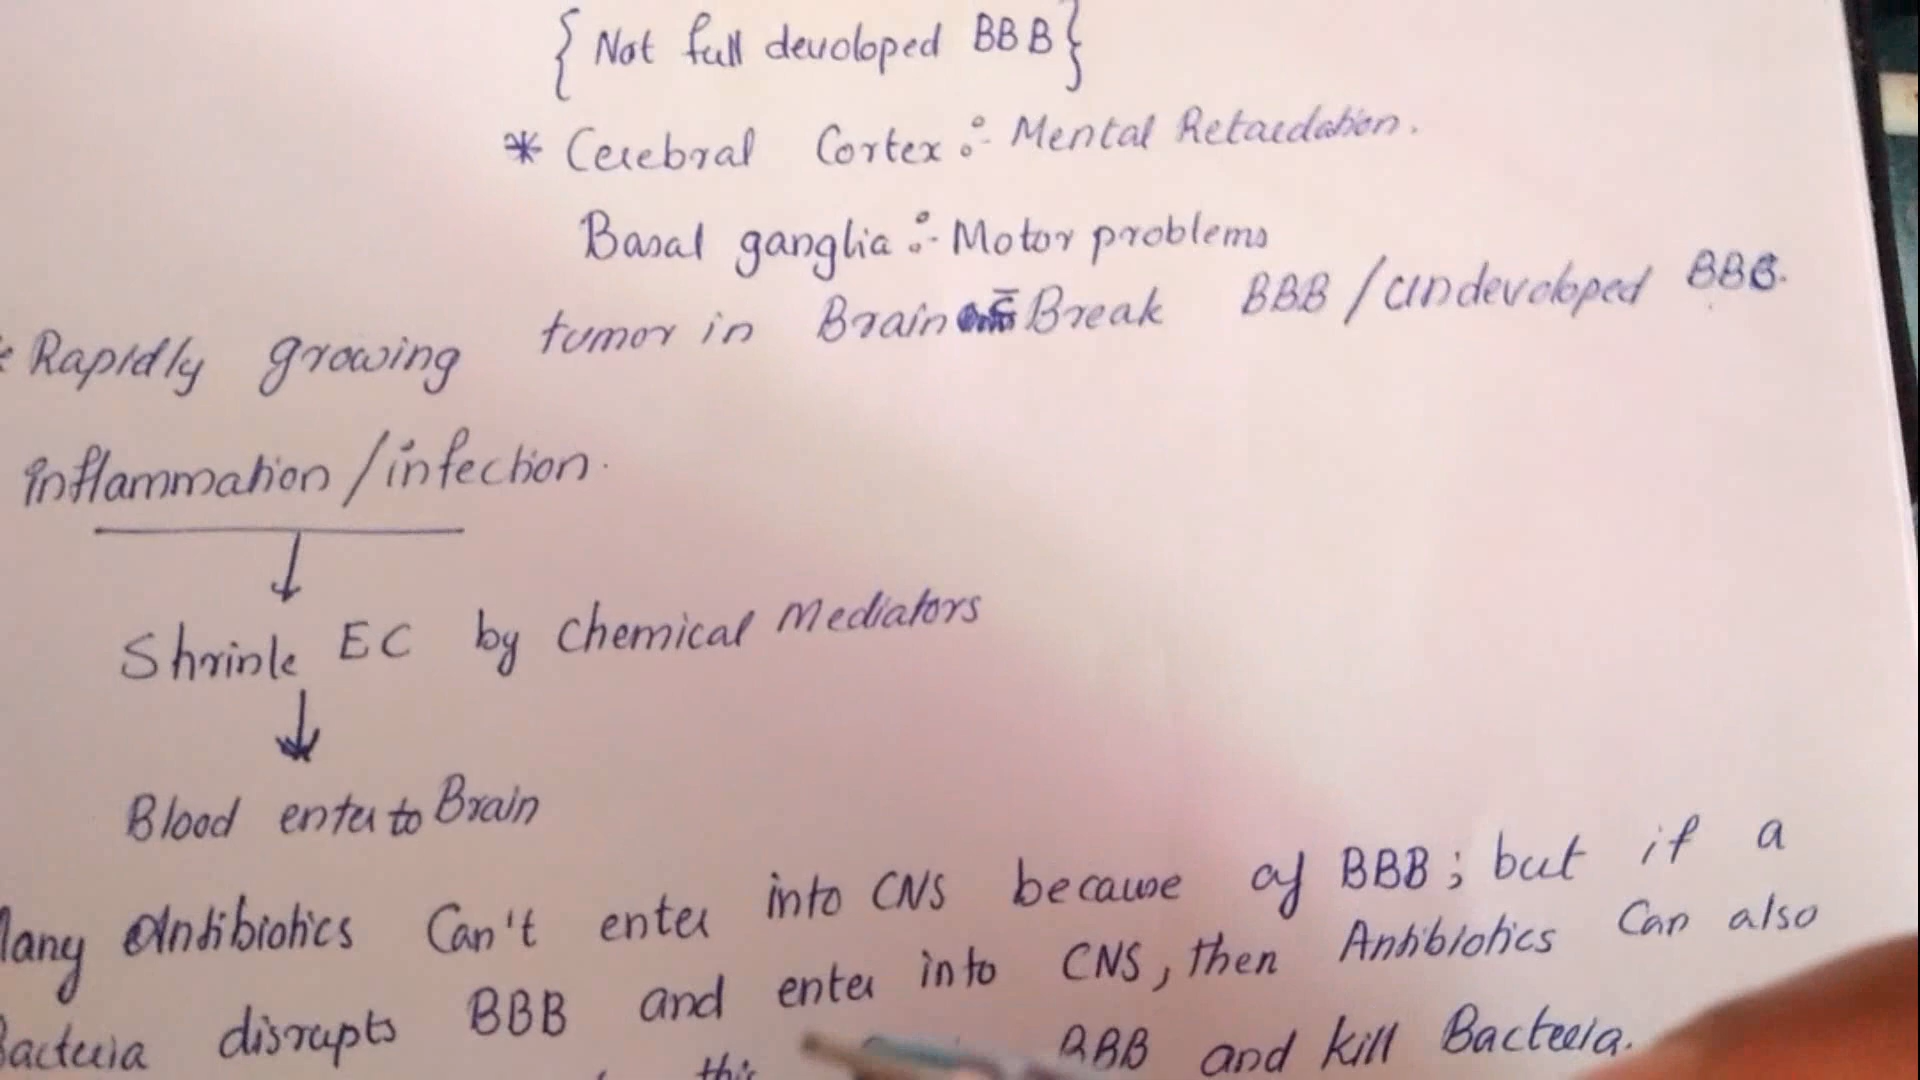 {Not full devoloped BBB}
* Cerebral Cortex :- Mental Retardation.
Basal ganglia :- Motor problems
Rapidly growing tumor in Brain Break BBB / undeveloped BBB.
Inflammation / infection.
↓
Shrink EC by Chemical Mediators
↓
Blood enter to Brain
Many Antibiotics Can't enter into CNS because of BBB ; but if a
Bacteria disrupts BBB and enter into CNS, then Antibiotics Can also
this BBB and kill Bacteria.